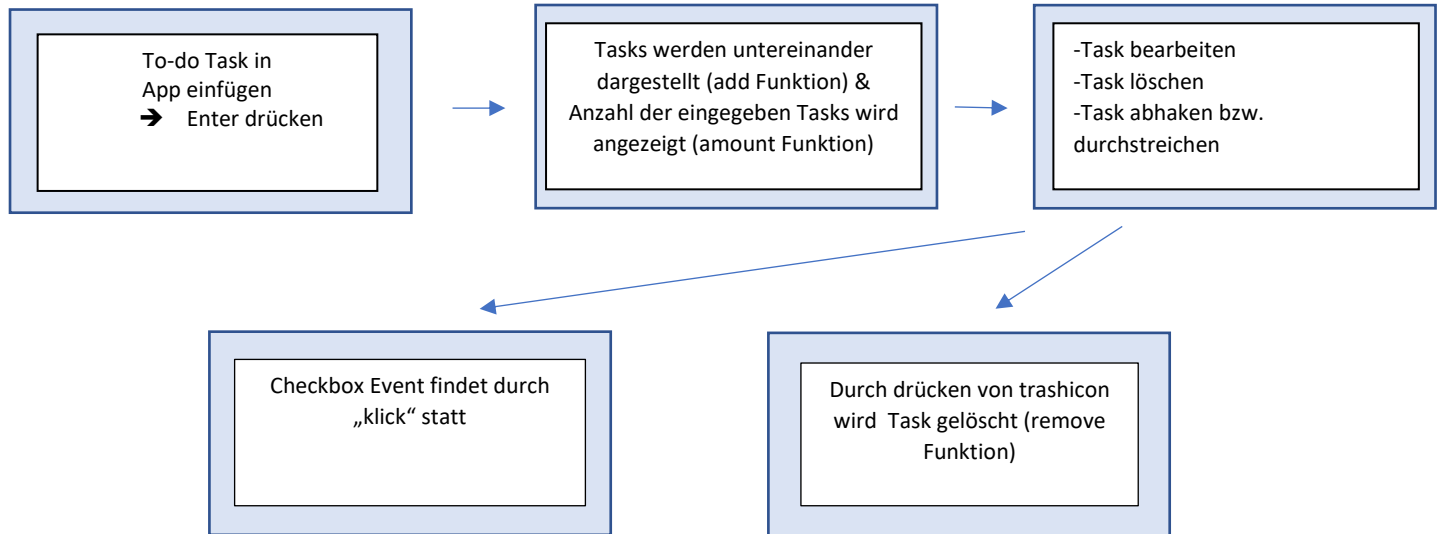 To-do Task in
App einfügen
➔ Enter drücken
Tasks werden untereinander
dargestellt (add Funktion) &
Anzahl der eingegeben Tasks wird
angezeigt (amount Funktion)
-Task bearbeiten
-Task löschen
-Task abhaken bzw.
durchstreichen
Checkbox Event findet durch
„klick“ statt
Durch drücken von trashicon
wird Task gelöscht (remove
Funktion)